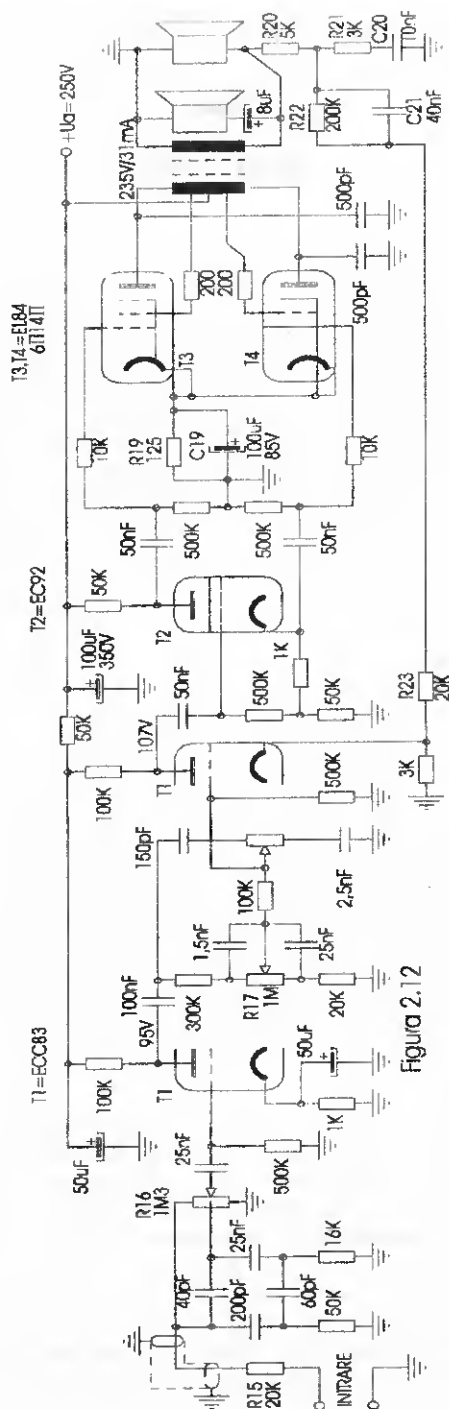 T1=ECC83
T2=EC92
T3,T4=EL84
6П14П
+Ua=250V
50uF
100K
95V
100nF
100K
107V
50K
100uF
350V
50K
50nF
10K
235V/31mA
8uF
+
R20
5K
R21
3K
C20
10nF
R22
200K
C21
40nF
500pF
500pF
200
200
T3
T4
R19
125
C19
100uF
85V
10K
500K
500K
50nF
T2
1K
50nF
500K
50K
R23
20K
3K
T1
500K
150pF
100K
2,5nF
1,5nF
25nF
300K
R17
1M
20K
T1
50uF
1K
25nF
500K
R16
1M3
40pF
25nF
200pF
60pF
16K
50K
R15
20K
INTRARE
Figura 2.12